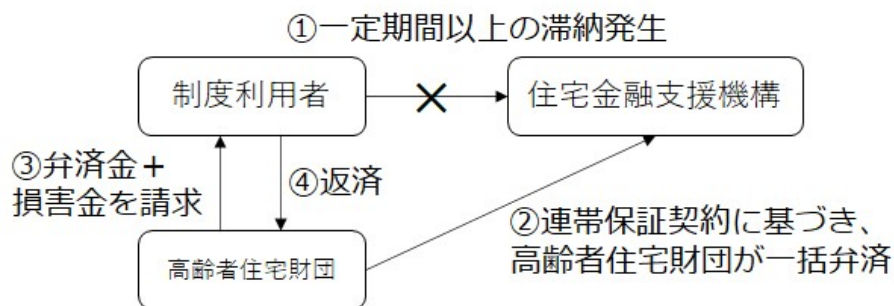 ①一定期間以上の滞納発生
制度利用者
住宅金融支援機構
③弁済金+
損害金を請求
④返済
②連帯保証契約に基づき、
高齢者住宅財団が一括弁済
高齢者住宅財団